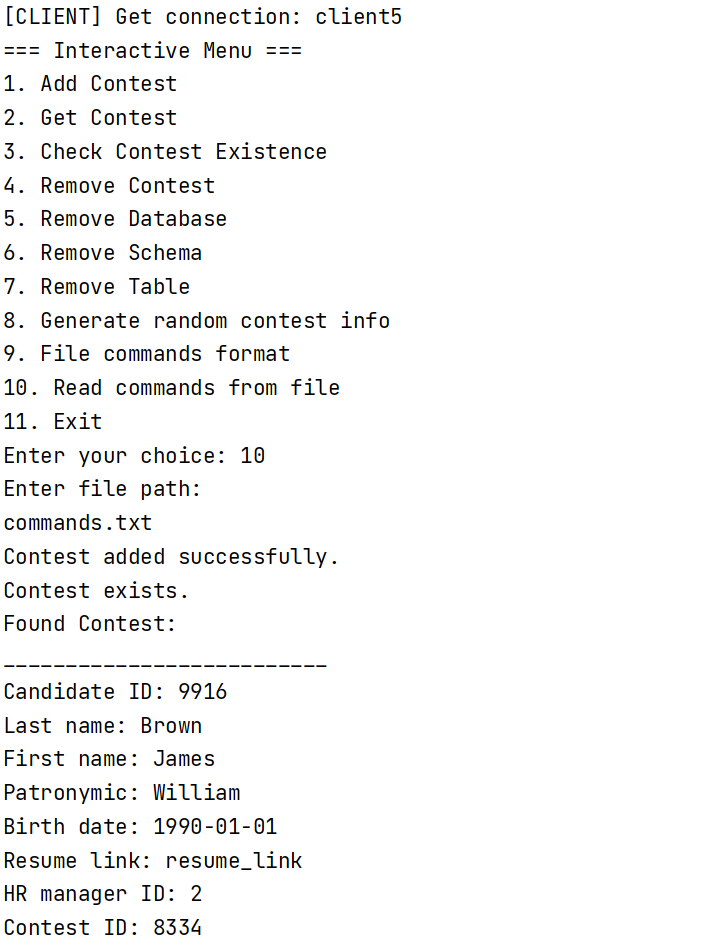 [CLIENT] Get connection: client5
=== Interactive Menu ===
1. Add Contest
2. Get Contest
3. Check Contest Existence
4. Remove Contest
5. Remove Database
6. Remove Schema
7. Remove Table
8. Generate random contest info
9. File commands format
10. Read commands from file
11. Exit
Enter your choice: 10
Enter file path:
commands.txt
Contest added successfully.
Contest exists.
Found Contest:
__________________________
Candidate ID: 9916
Last name: Brown
First name: James
Patronymic: William
Birth date: 1990-01-01
Resume link: resume_link
HR manager ID: 2
Contest ID: 8334